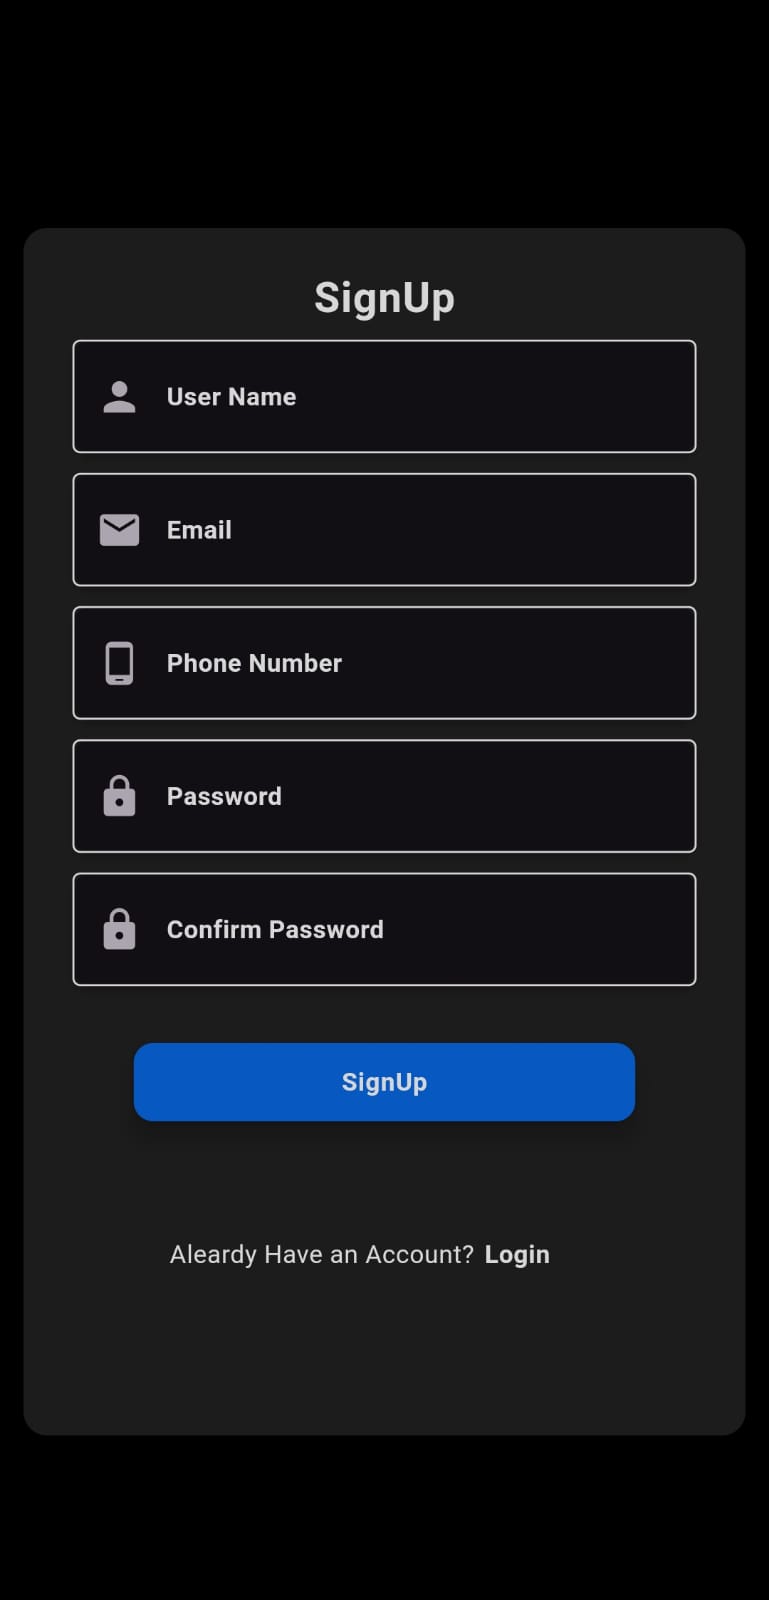 SignUp
User Name
Email
Phone Number
Password
Confirm Password
SignUp
Aleardy Have an Account? Login